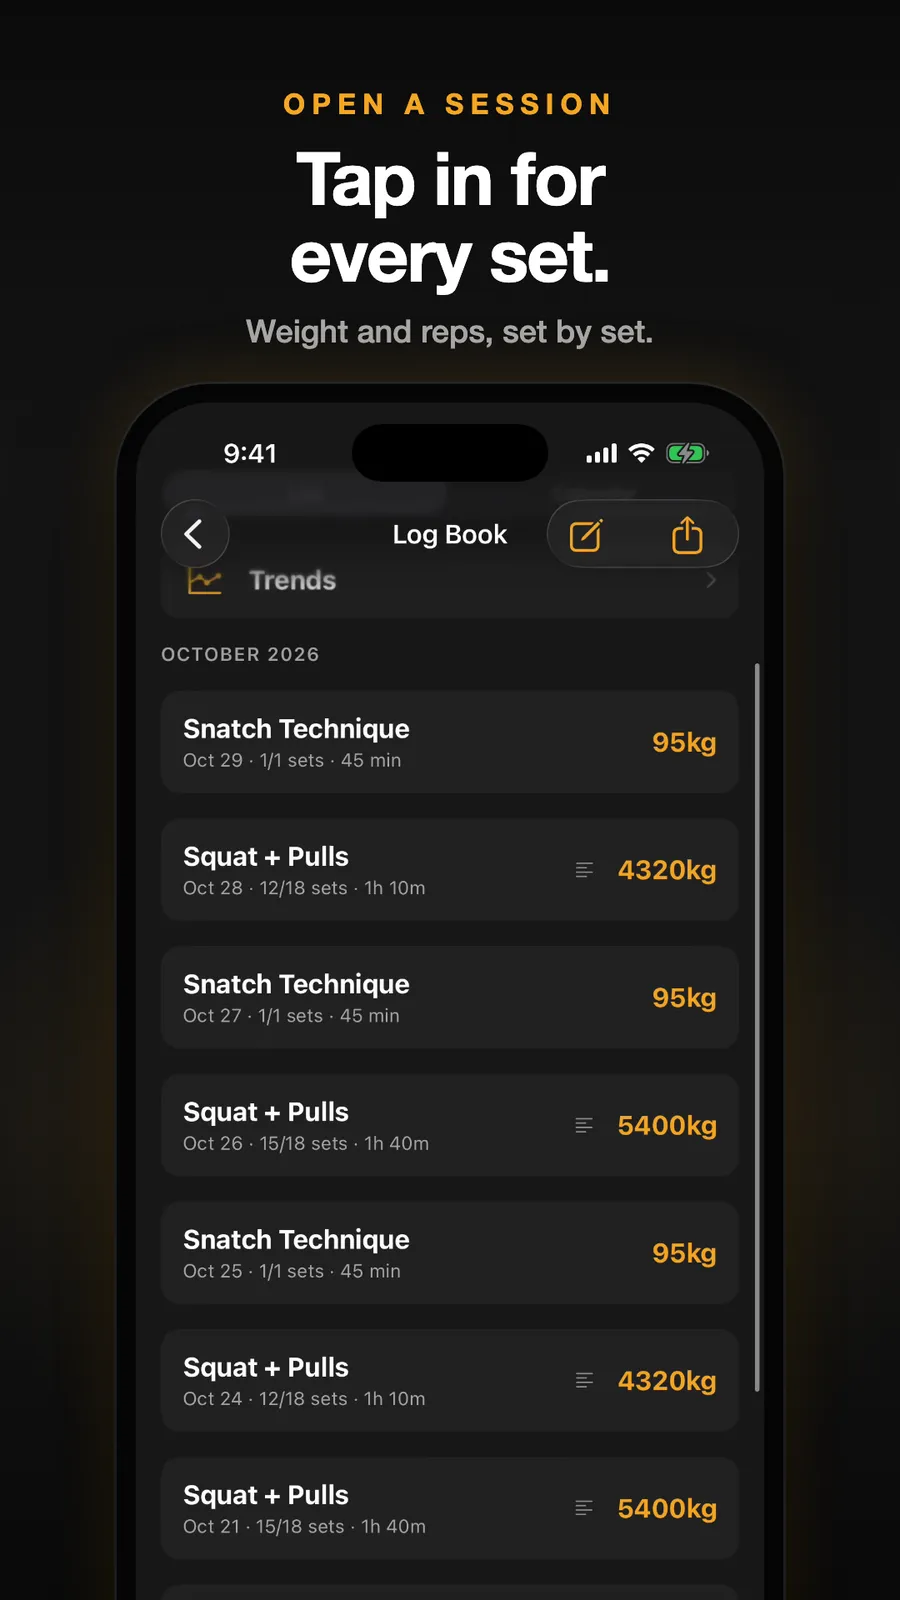 OPEN A SESSION
Tap in for
every set.
Weight and reps, set by set.
9:41
Log Book
Trends
OCTOBER 2026
Snatch Technique
95kg
Oct 29 · 1/1 sets · 45 min
Squat + Pulls
4320kg
Oct 28 · 12/18 sets · 1h 10m
Snatch Technique
95kg
Oct 27 · 1/1 sets · 45 min
Squat + Pulls
5400kg
Oct 26 · 15/18 sets · 1h 40m
Snatch Technique
95kg
Oct 25 · 1/1 sets · 45 min
Squat + Pulls
4320kg
Oct 24 · 12/18 sets · 1h 10m
Squat + Pulls
5400kg
Oct 21 · 15/18 sets · 1h 40m